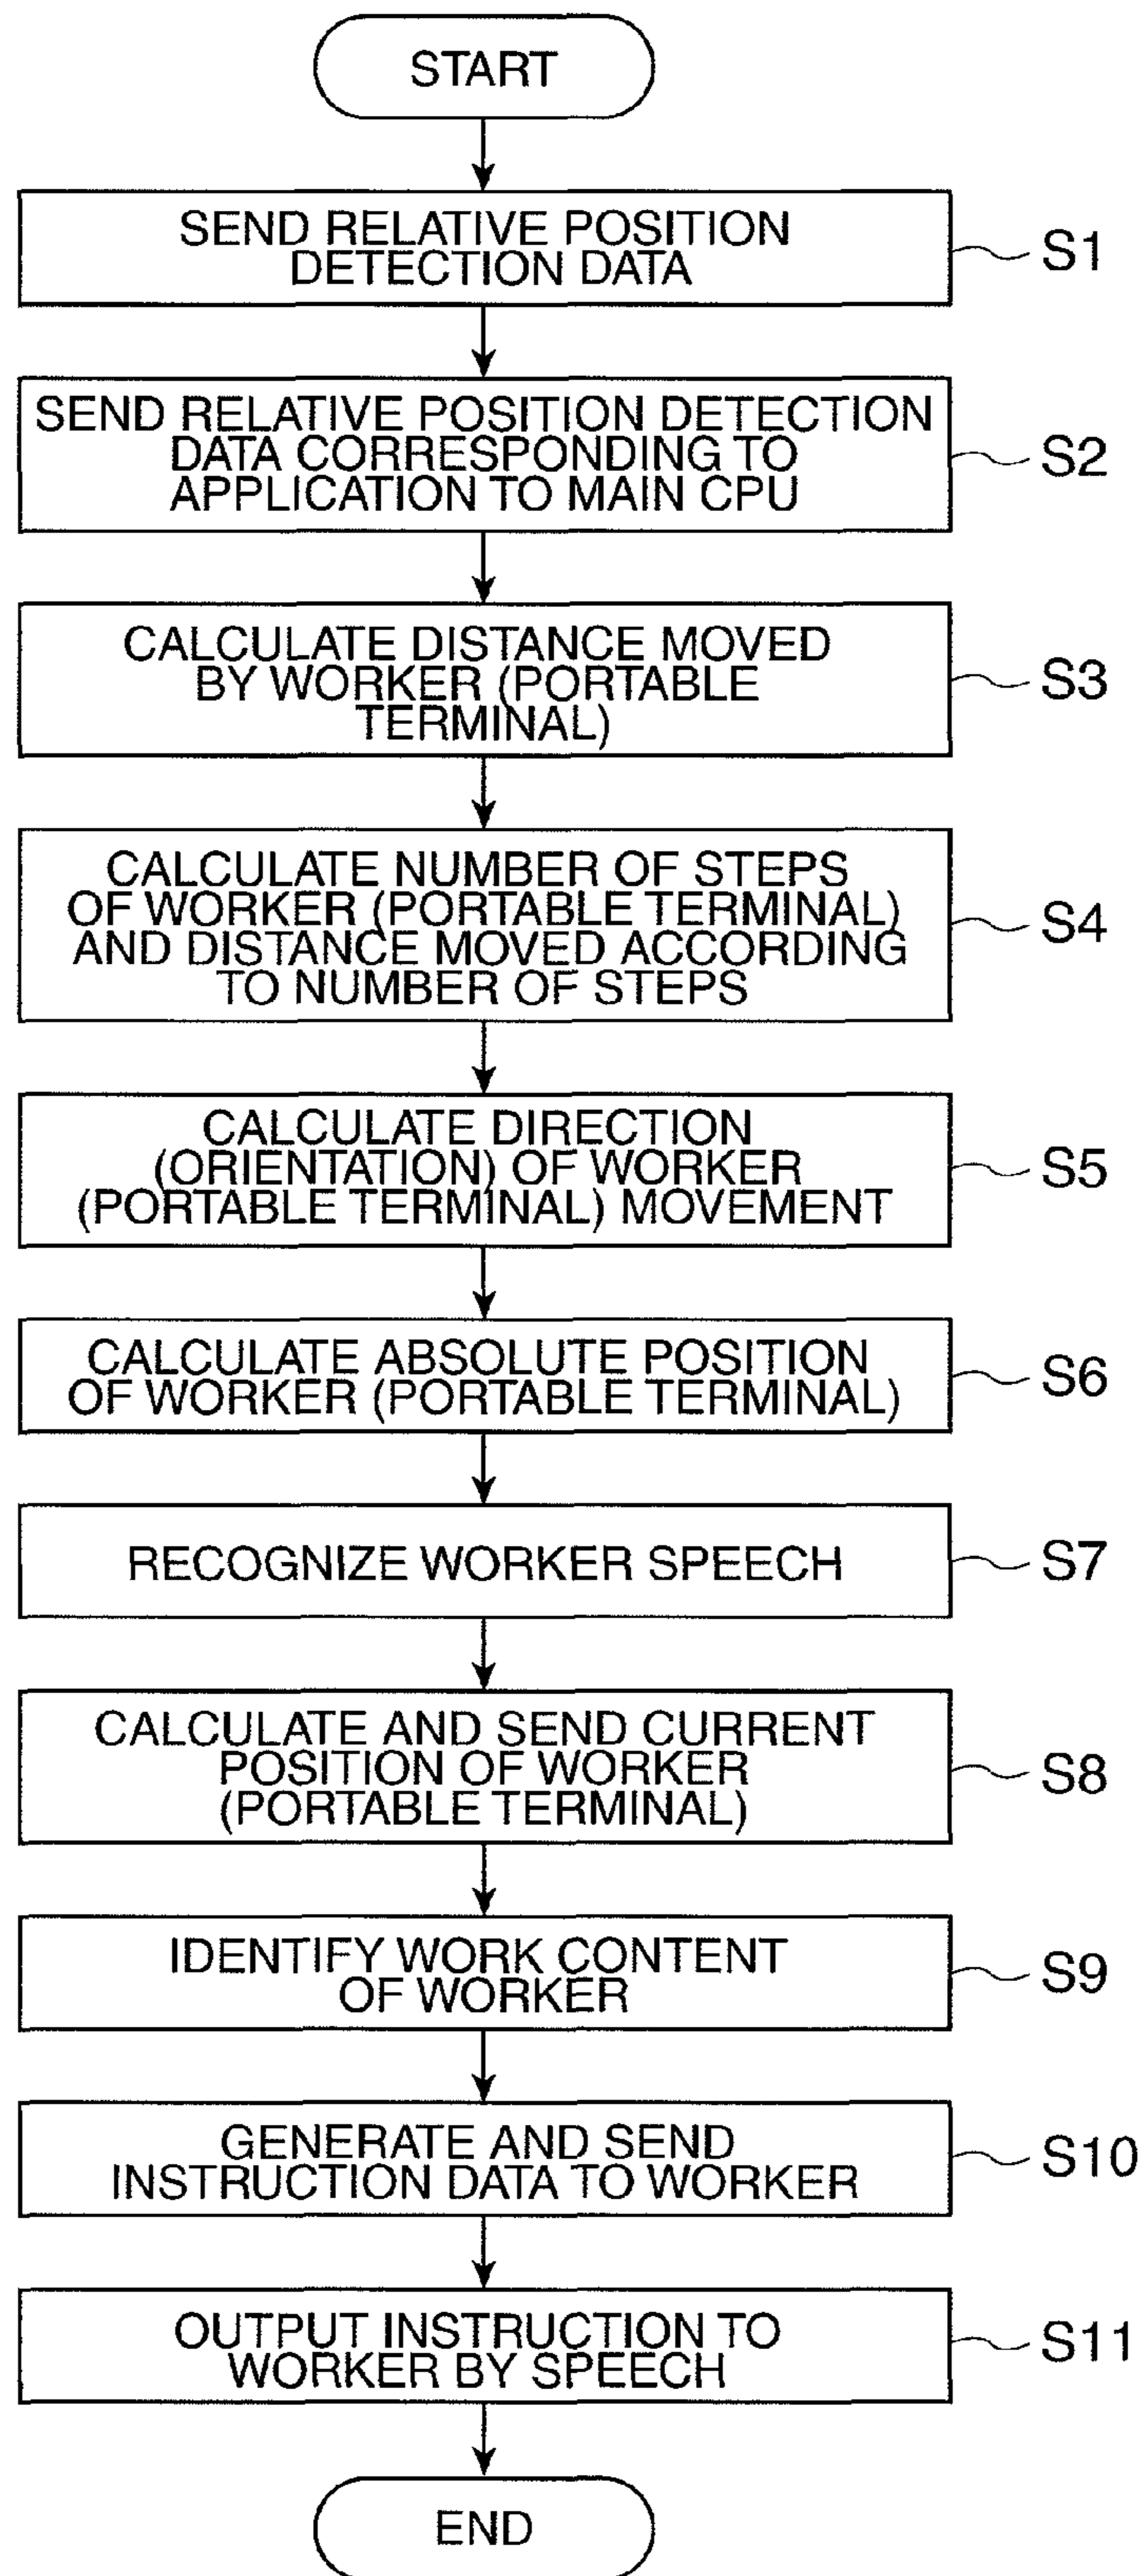 START
SEND RELATIVE POSITION
DETECTION DATA
S1
SEND RELATIVE POSITION DETECTION
DATA CORRESPONDING TO
APPLICATION TO MAIN CPU
S2
CALCULATE DISTANCE MOVED
BY WORKER (PORTABLE
TERMINAL)
S3
CALCULATE NUMBER OF STEPS
OF WORKER (PORTABLE TERMINAL)
AND DISTANCE MOVED ACCORDING
TO NUMBER OF STEPS
S4
CALCULATE DIRECTION
(ORIENTATION) OF WORKER
(PORTABLE TERMINAL) MOVEMENT
S5
CALCULATE ABSOLUTE POSITION
OF WORKER (PORTABLE TERMINAL)
S6
RECOGNIZE WORKER SPEECH
S7
CALCULATE AND SEND CURRENT
POSITION OF WORKER
(PORTABLE TERMINAL)
S8
IDENTIFY WORK CONTENT
OF WORKER
S9
GENERATE AND SEND
INSTRUCTION DATA TO WORKER
S10
OUTPUT INSTRUCTION TO
WORKER BY SPEECH
S11
END